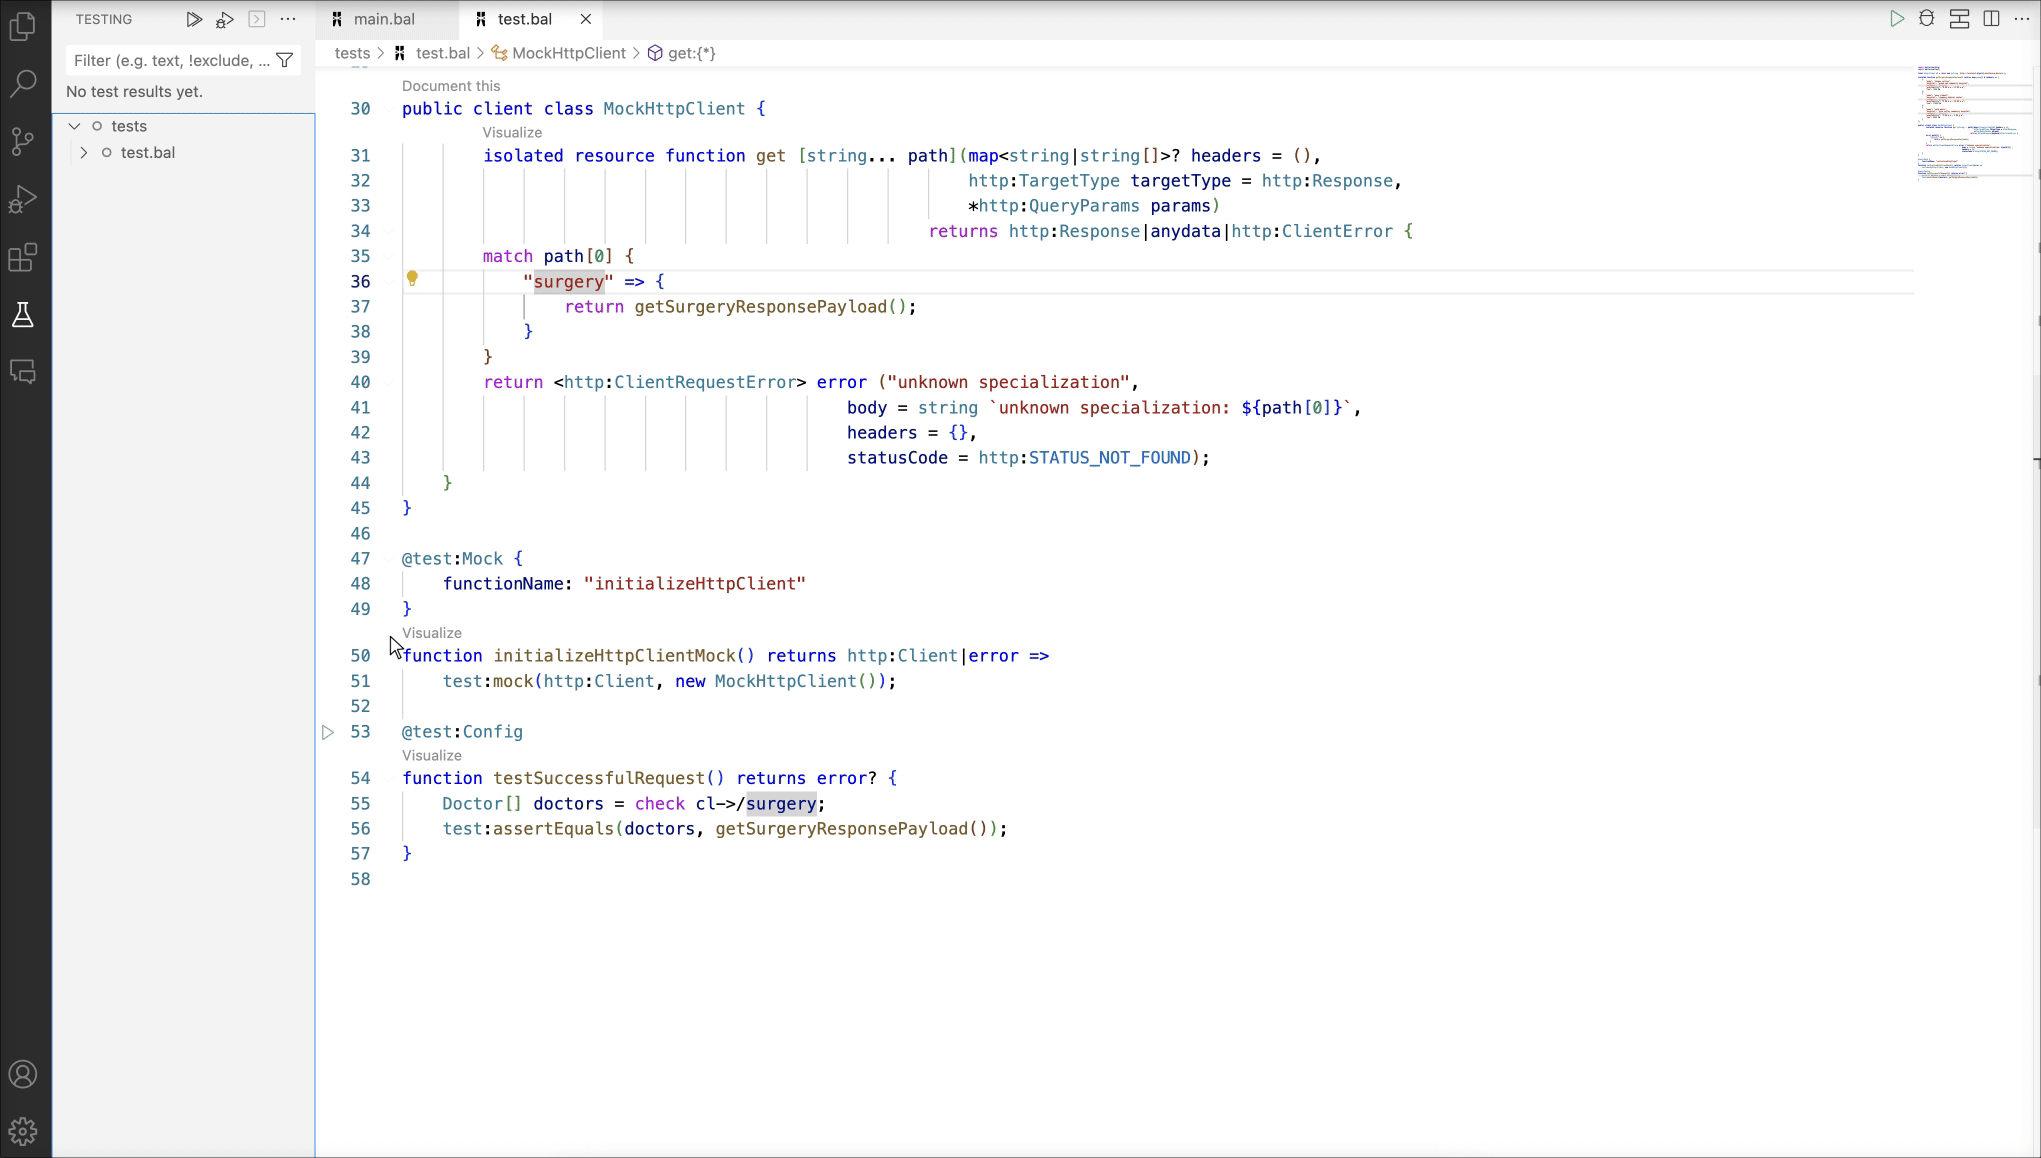 TESTING
main.bal
test.bal
Filter (e.g. text, !exclude, ...
No test results yet.
tests
test.bal
tests > test.bal > MockHttpClient > get:{*}
Document this
30 public client class MockHttpClient {
Visualize
31 isolated resource function get [string... path](map<string|string[]>? headers = (),
32 http:TargetType targetType = http:Response,
33 *http:QueryParams params)
34 returns http:Response|anydata|http:ClientError {
35 match path[0] {
36 "surgery" => {
37 return getSurgeryResponsePayload();
38 }
39 }
40 return <http:ClientRequestError> error ("unknown specialization",
41 body = string `unknown specialization: ${path[0]}`,
42 headers = {},
43 statusCode = http:STATUS_NOT_FOUND);
44 }
45 }
46
47 @test:Mock {
48 functionName: "initializeHttpClient"
49 }
Visualize
50 function initializeHttpClientMock() returns http:Client|error =>
51 test:mock(http:Client, new MockHttpClient());
52
53 @test:Config
Visualize
54 function testSuccessfulRequest() returns error? {
55 Doctor[] doctors = check cl->/surgery;
56 test:assertEquals(doctors, getSurgeryResponsePayload());
57 }
58